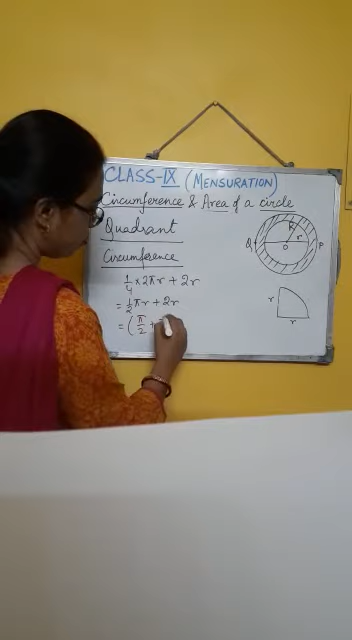 CLASS-IX (MENSURATION)
Circumference & Area of a circle
Quadrant
Circumference
1/4 × 2πr + 2r
= 1/2 πr + 2r
= (π/2 +
R
r
Q
O
P
r
r